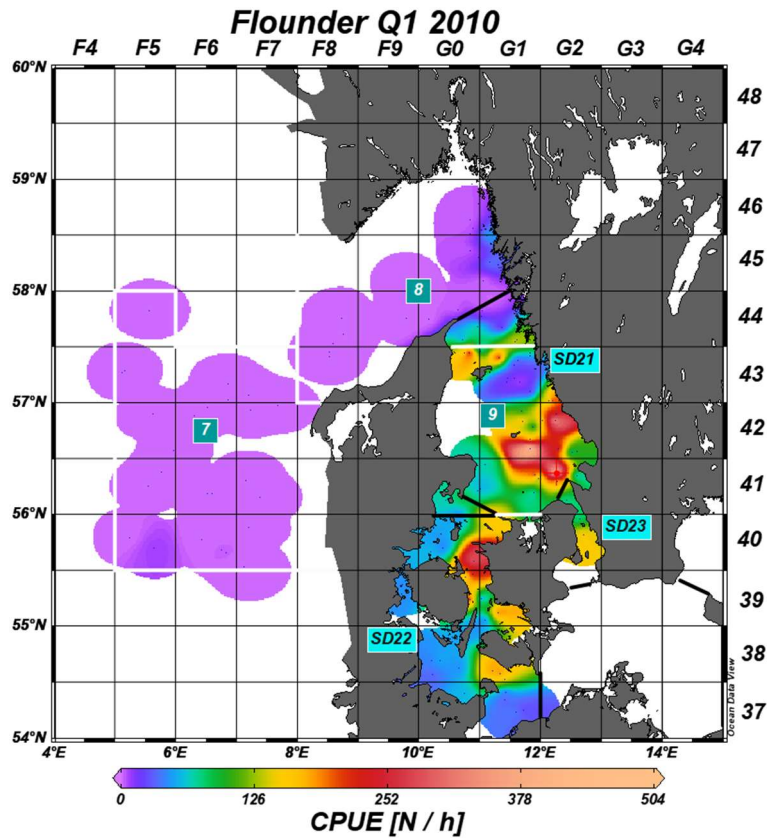 Flounder Q1 2010
F4 F5 F6 F7 F8 F9 G0 G1 G2 G3 G4
60°N
48
47
59°N
46
45
58°N
8
44
SD21
43
57°N
9
42
7
41
56°N
SD23
40
39
55°N
SD22
38
37
54°N
Ocean Data View
4°E 6°E 8°E 10°E 12°E 14°E
0 126 252 378 504
CPUE [N / h]